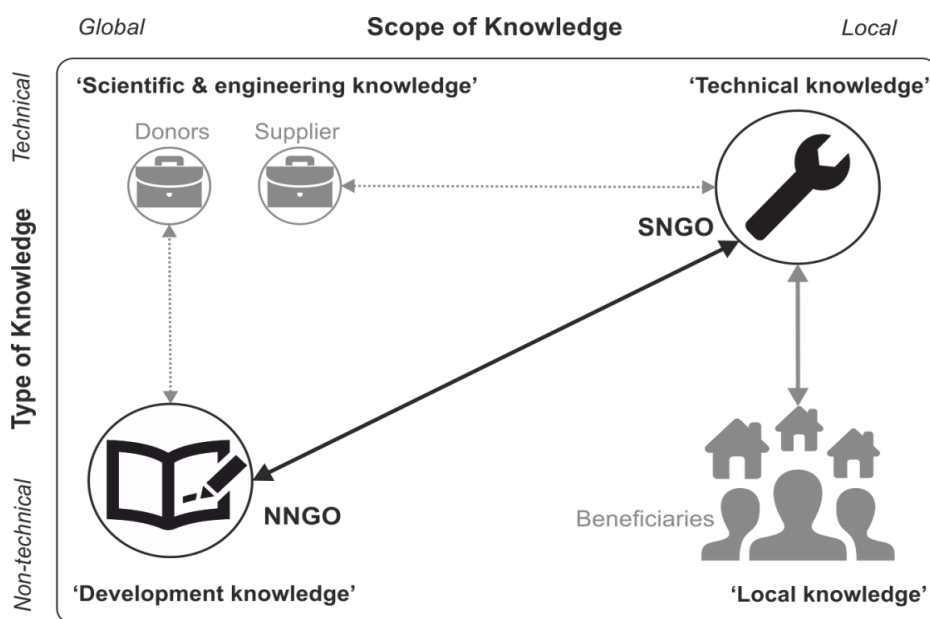 Global
Scope of Knowledge
Local
Technical
Type of Knowledge
Non-technical
‘Scientific & engineering knowledge’
‘Technical knowledge’
Donors
Supplier
SNGO
NNGO
Beneficiaries
‘Development knowledge’
‘Local knowledge’